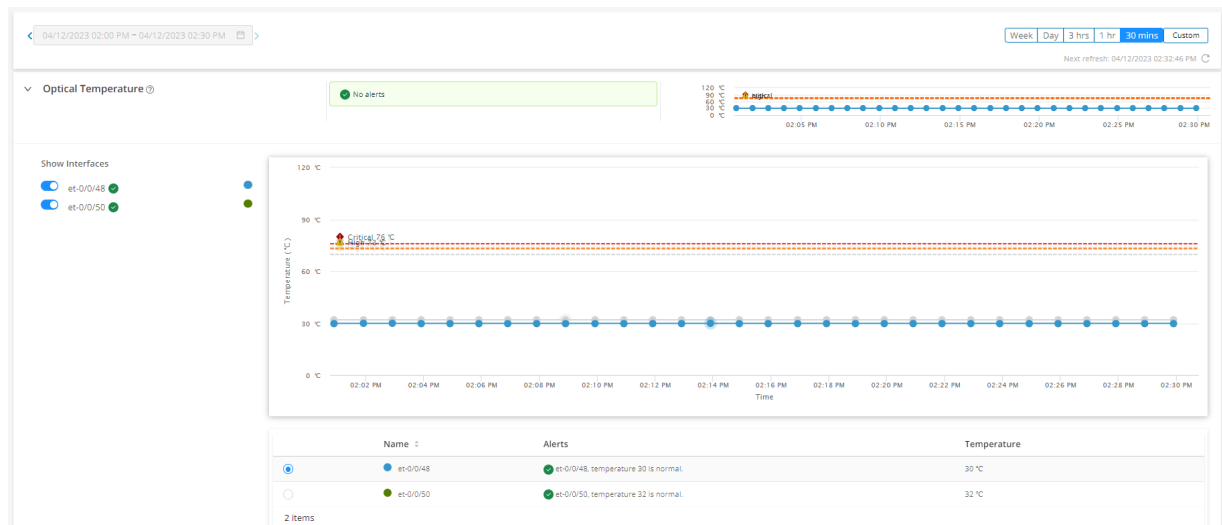 04/12/2023 02:00 PM ~ 04/12/2023 02:30 PM
Week Day 3 hrs 1 hr 30 mins Custom
Next refresh: 04/12/2023 02:32:46 PM
Optical Temperature
No alerts
120 ℃
90 ℃
60 ℃
30 ℃
0 ℃
02:05 PM 02:10 PM 02:15 PM 02:20 PM 02:25 PM 02:30 PM
Show Interfaces
et-0/0/48
et-0/0/50
120 ℃
90 ℃
Critical 76 ℃
High
60 ℃
30 ℃
0 ℃
Temperature (℃)
02:02 PM 02:04 PM 02:06 PM 02:08 PM 02:10 PM 02:12 PM 02:14 PM 02:16 PM 02:18 PM 02:20 PM 02:22 PM 02:24 PM 02:26 PM 02:28 PM 02:30 PM
Time
Name Alerts Temperature
et-0/0/48 et-0/0/48, temperature 30 is normal. 30 ℃
et-0/0/50 et-0/0/50, temperature 32 is normal. 32 ℃
2 items